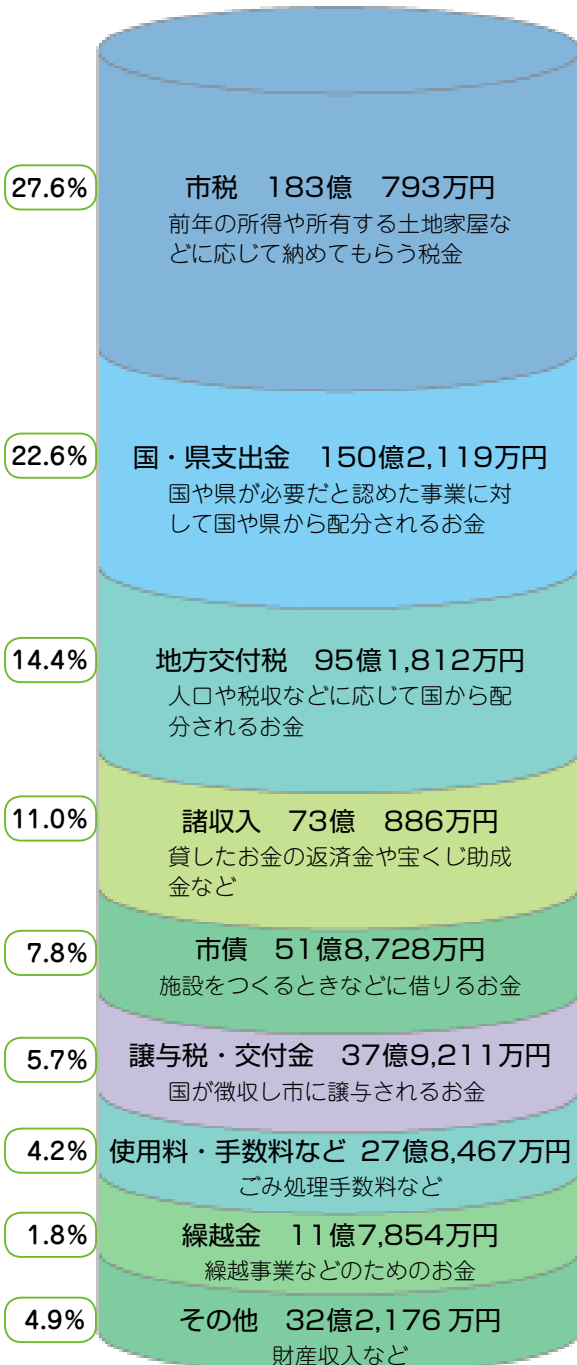 27.6%
市税　183億　793万円
前年の所得や所有する土地家屋な
どに応じて納めてもらう税金
22.6%
国・県支出金　150億2,119万円
国や県が必要だと認めた事業に対
して国や県から配分されるお金
14.4%
地方交付税　95億1,812万円
人口や税収などに応じて国から配
分されるお金
11.0%
諸収入　73億　886万円
貸したお金の返済金や宝くじ助成
金など
7.8%
市債　51億8,728万円
施設をつくるときなどに借りるお金
5.7%
譲与税・交付金　37億9,211万円
国が徴収し市に譲与されるお金
4.2%
使用料・手数料など 27億8,467万円
ごみ処理手数料など
1.8%
繰越金　11億7,854万円
繰越事業などのためのお金
4.9%
その他　32億2,176 万円
財産収入など